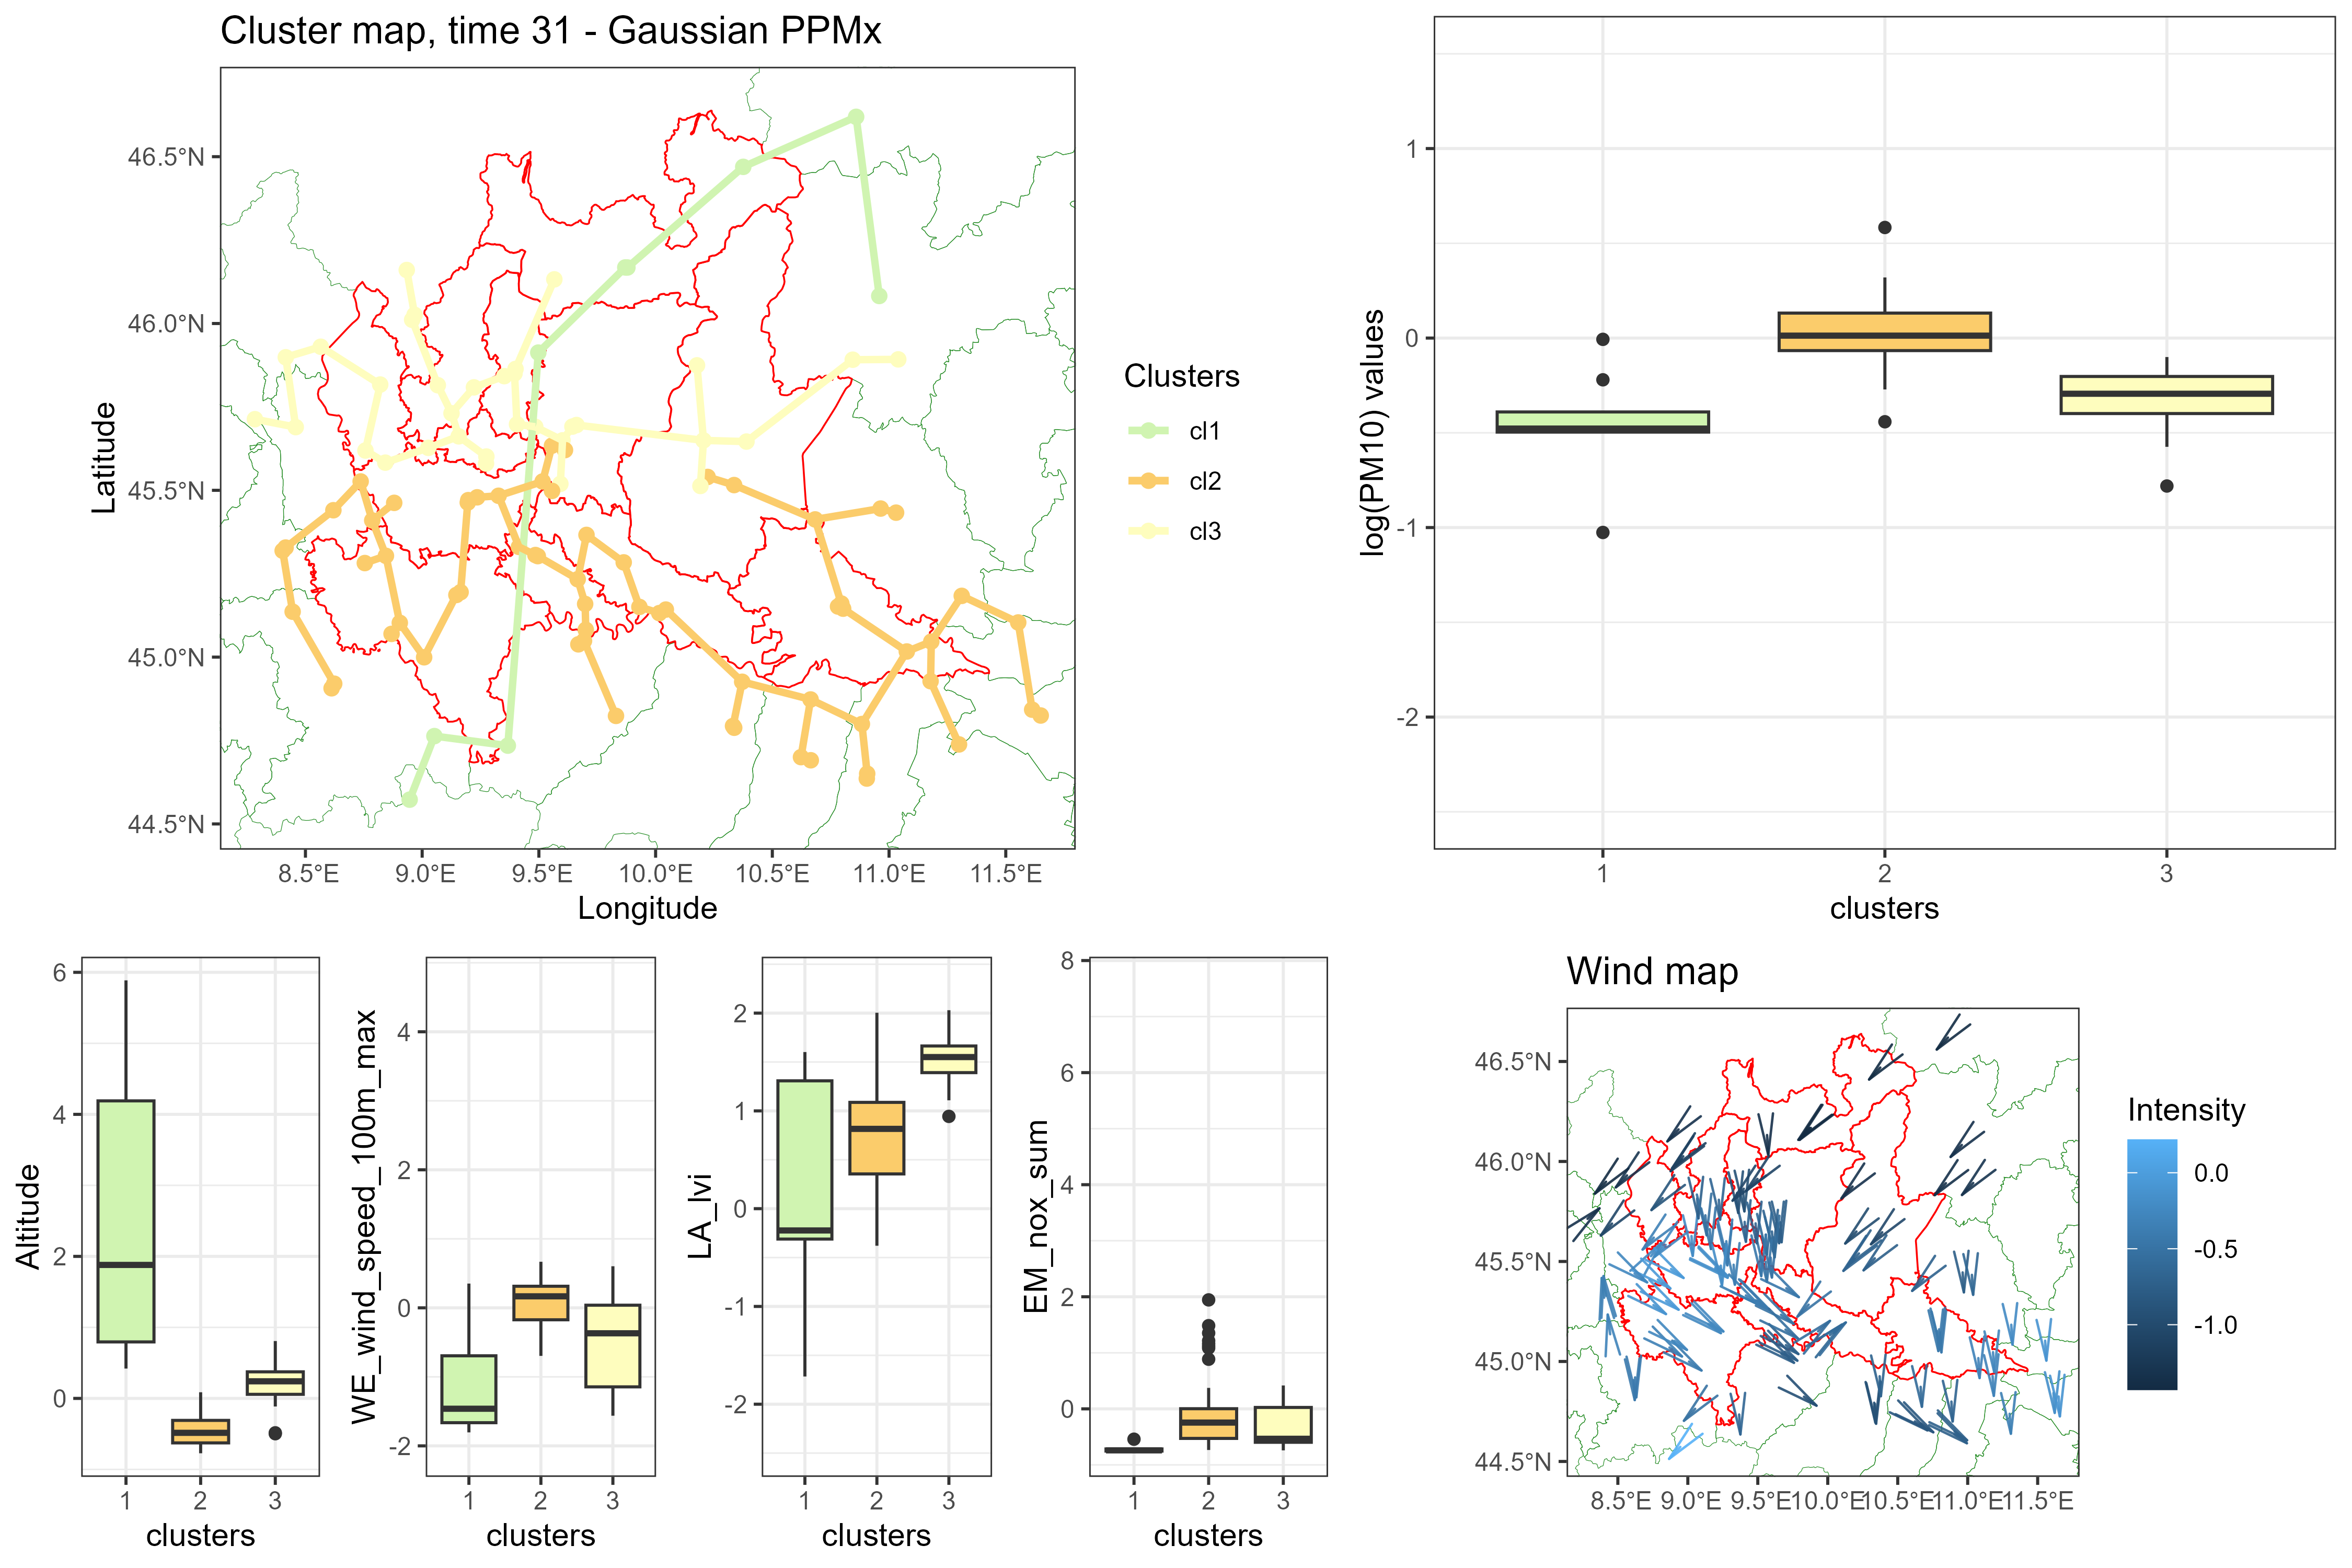 Cluster map, time 31 - Gaussian PPMx
46.5°N
46.0°N
45.5°N
45.0°N
44.5°N
Latitude
8.5°E 9.0°E 9.5°E 10.0°E 10.5°E 11.0°E 11.5°E
Longitude
Clusters
cl1
cl2
cl3
1
0
-1
-2
log(PM10) values
1 2 3
clusters
6
4
2
0
Altitude
1 2 3
clusters
4
2
0
-2
WE_wind_speed_100m_max
1 2 3
clusters
2
1
0
-1
-2
LA_lvi
1 2 3
clusters
8
6
4
2
0
EM_nox_sum
1 2 3
clusters
Wind map
46.5°N
46.0°N
45.5°N
45.0°N
44.5°N
8.5°E 9.0°E 9.5°E 10.0°E 10.5°E 11.0°E 11.5°E
Intensity
0.0
-0.5
-1.0